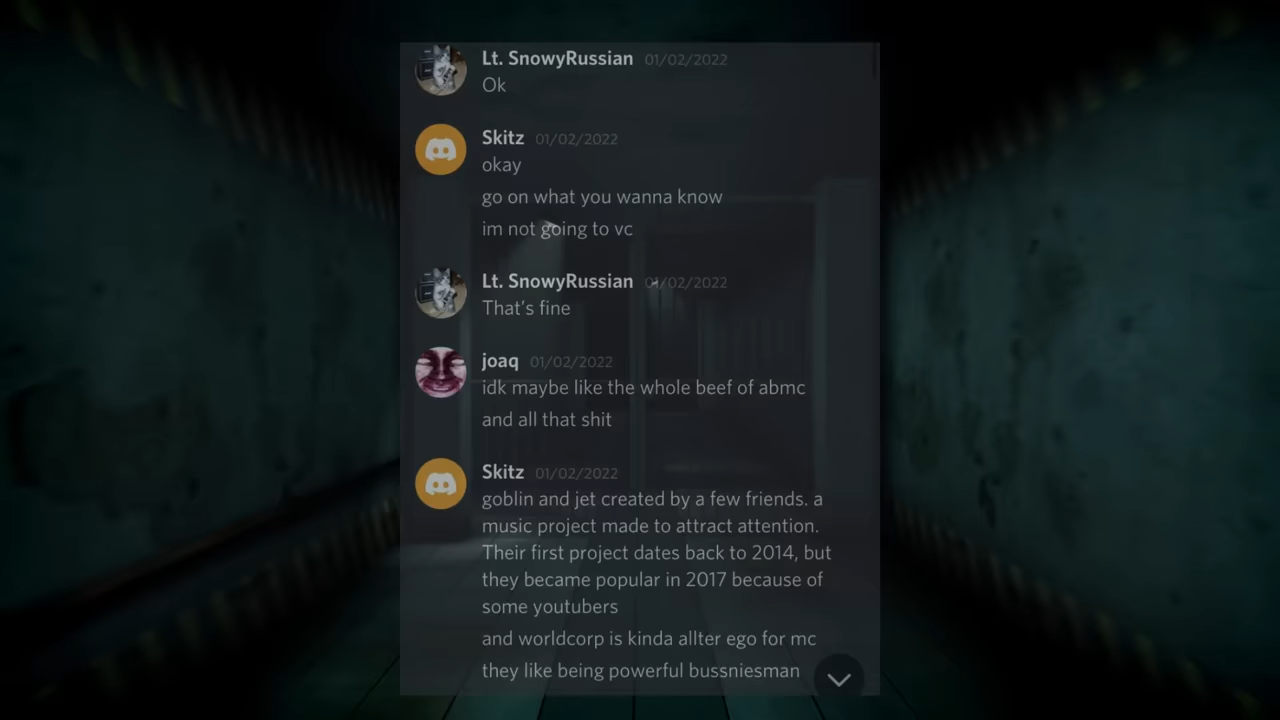 Lt. SnowyRussian 01/02/2022
Ok
Skitz 01/02/2022
okay
go on what you wanna know
im not going to vc
Lt. SnowyRussian 01/02/2022
That's fine
joaq 01/02/2022
idk maybe like the whole beef of abmc
and all that shit
Skitz 01/02/2022
goblin and jet created by a few friends. a
music project made to attract attention.
Their first project dates back to 2014, but
they became popular in 2017 because of
some youtubers
and worldcorp is kinda allter ego for mc
they like being powerful bussniesman